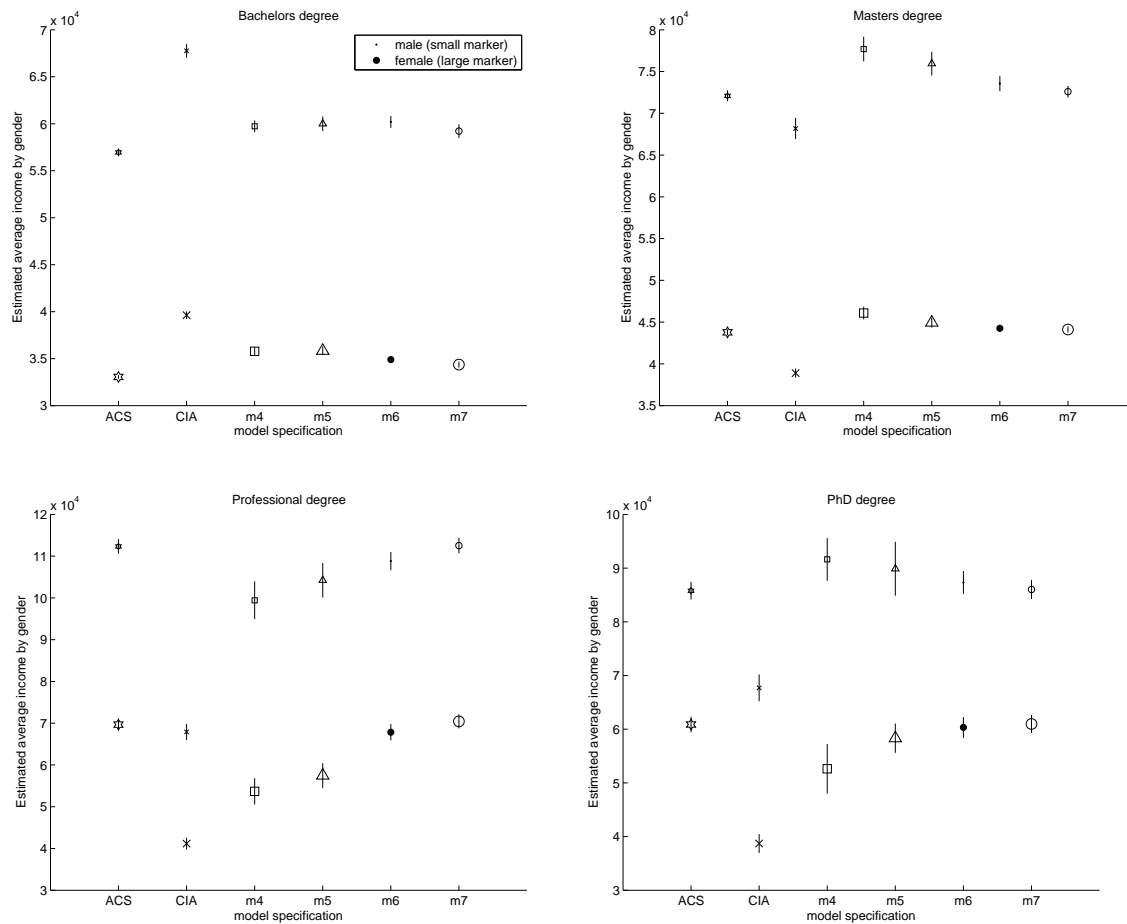 Bachelors degree
x 10^4
7
6.5
6
5.5
5
4.5
4
3.5
3
Estimated average income by gender
male (small marker)
female (large marker)
ACS CIA m4 m5 m6 m7
model specification
Masters degree
x 10^4
8
7.5
7
6.5
6
5.5
5
4.5
4
3.5
Estimated average income by gender
ACS CIA m4 m5 m6 m7
model specification
Professional degree
x 10^4
12
11
10
9
8
7
6
5
4
3
Estimated average income by gender
ACS CIA m4 m5 m6 m7
model specification
PhD degree
x 10^4
10
9
8
7
6
5
4
3
Estimated average income by gender
ACS CIA m4 m5 m6 m7
model specification